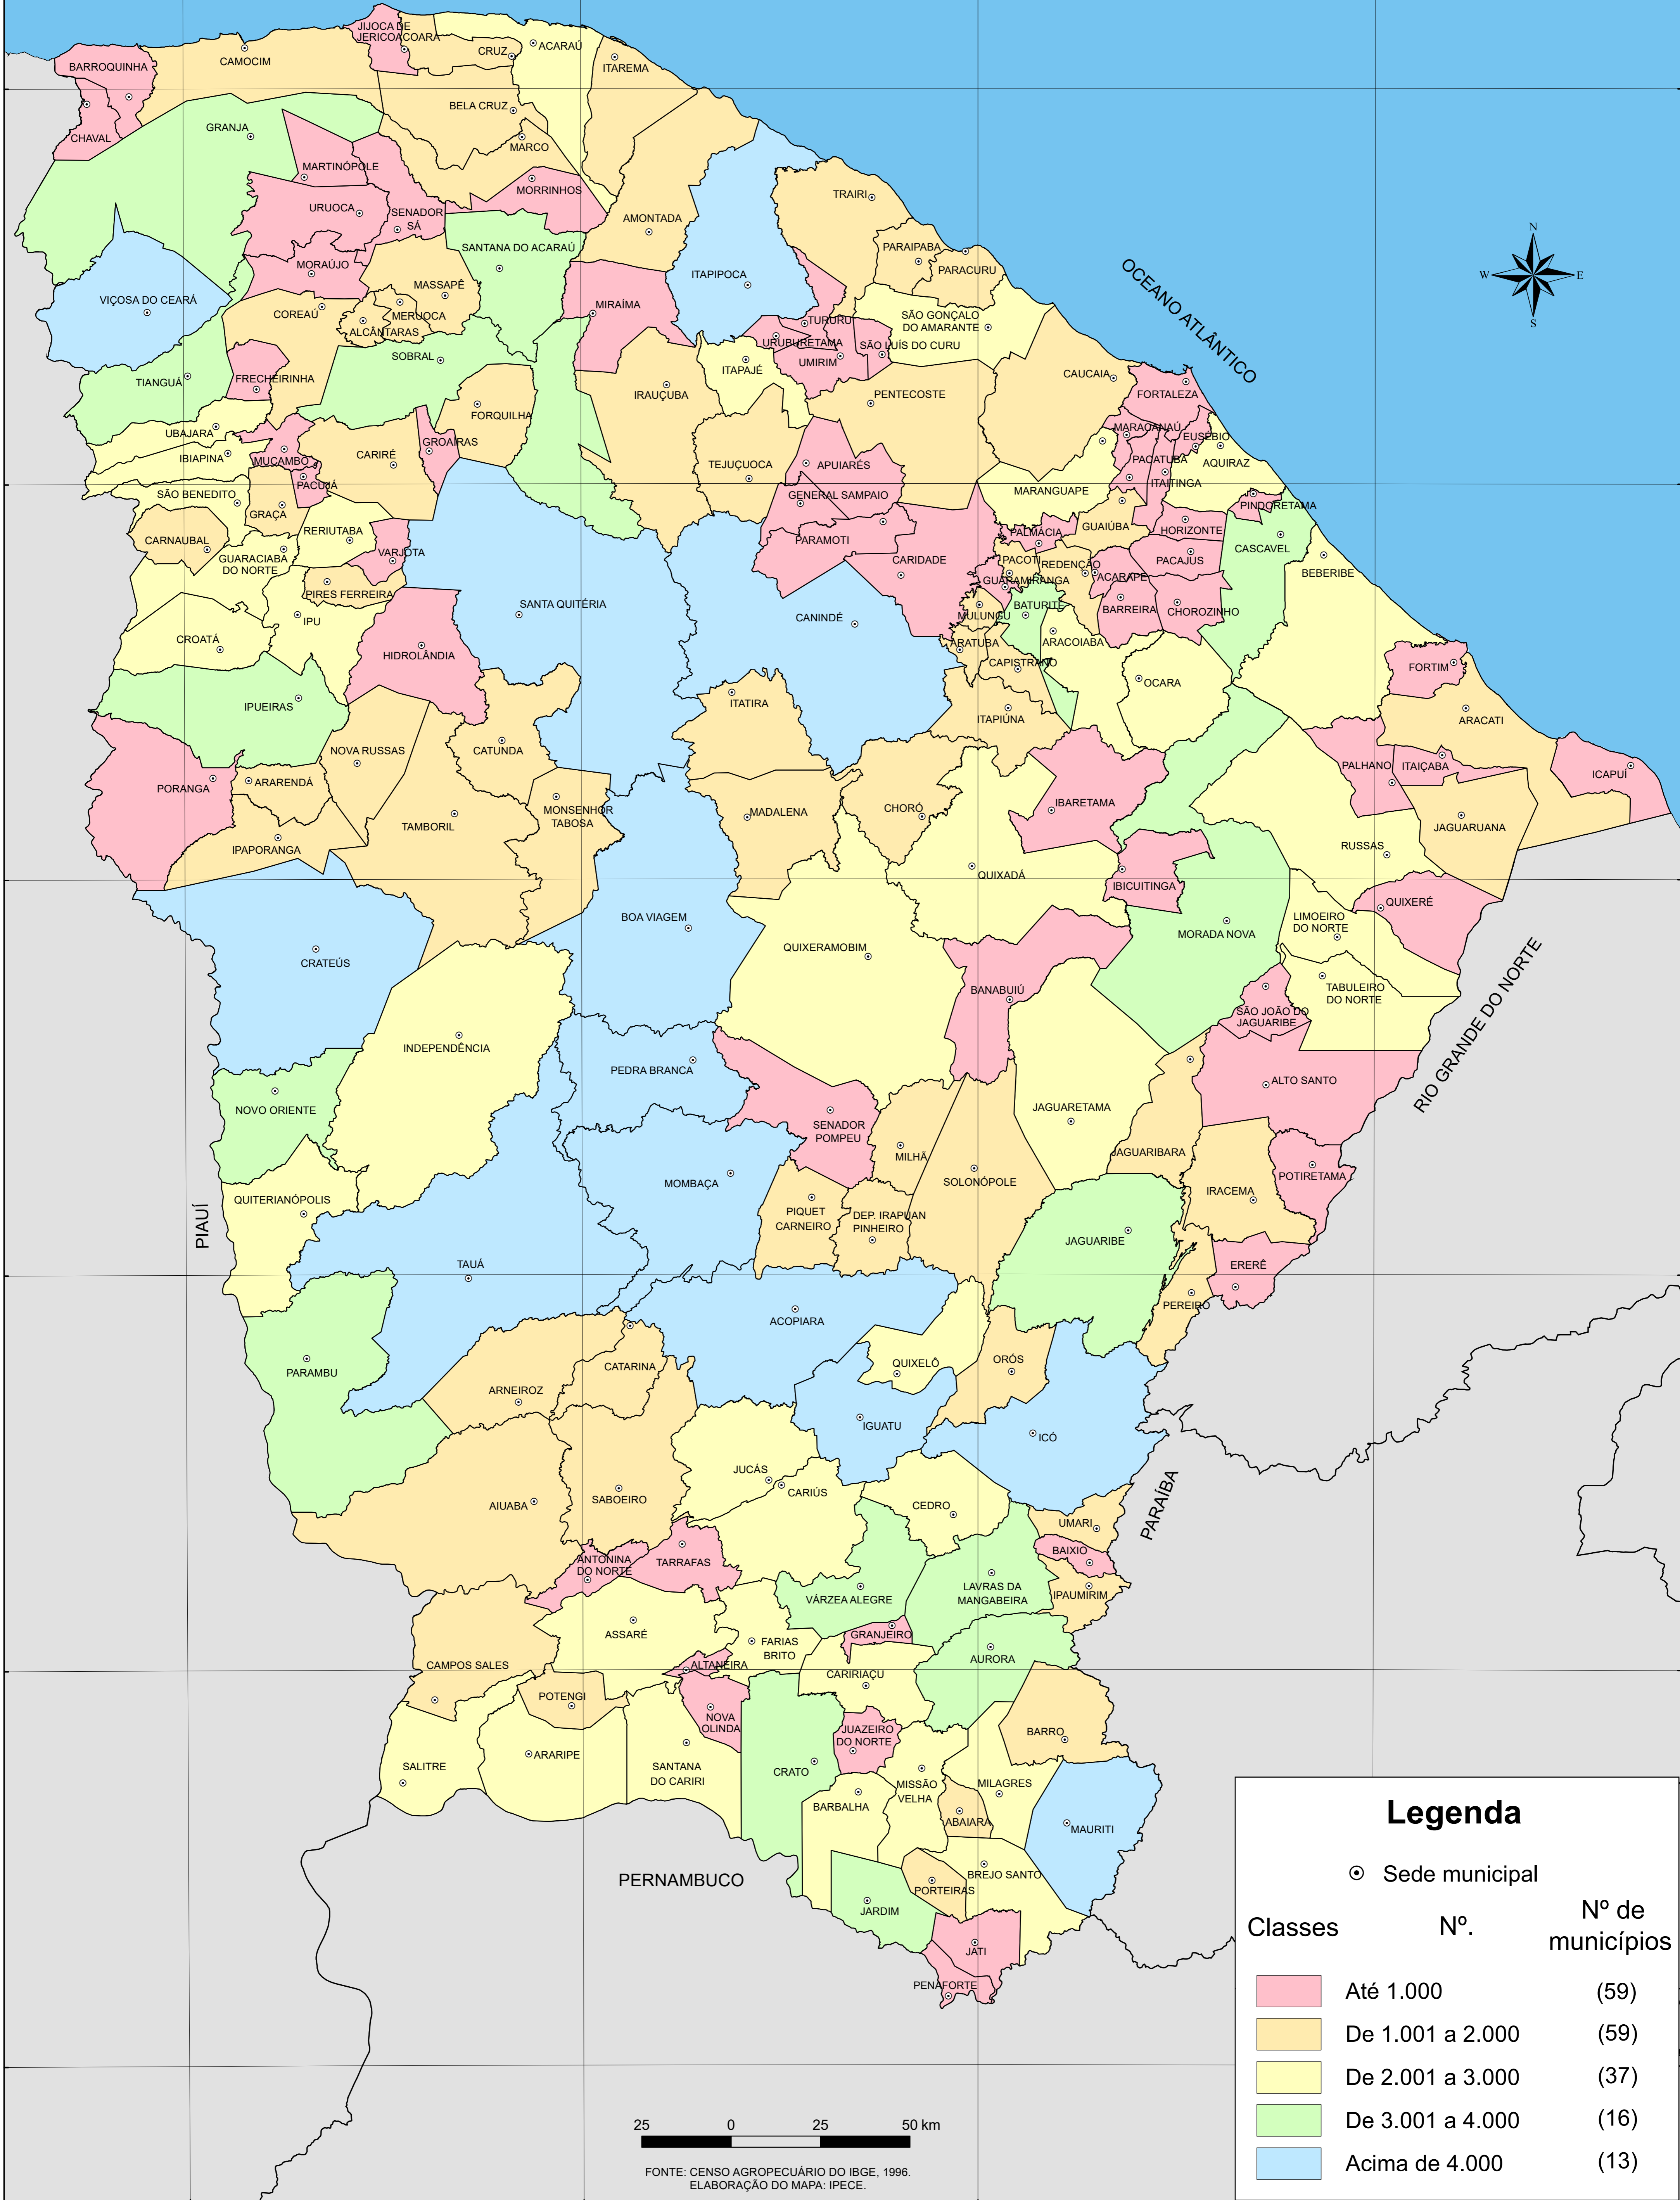 JIJOCA DE
JERICOACOARA
CRUZ
ACARAÚ
BARROQUINHA
CAMOCIM
ITAREMA
BELA CRUZ
CHAVAL
GRANJA
MARCO
MARTINÓPOLE
MORRINHOS
TRAIRI
URUOCA
SENADOR
SÁ
AMONTADA
N
W
E
S
SANTANA DO ACARAÚ
PARAIPABA
PARACURU
OCEANO ATLÂNTICO
MORAÚJO
ITAPIPOCA
MASSAPÊ
VIÇOSA DO CEARÁ
MIRAÍMA
COREAÚ
MERUOCA
ALCÂNTARAS
TURURU
SÃO GONÇALO
DO AMARANTE
URUBURETAMA
SÃO LUÍS DO CURU
SOBRAL
UMIRIM
ITAPAJÉ
TIANGUÁ
FRECHEIRINHA
IRAUÇUBA
CAUCAIA
FORTALEZA
PENTECOSTE
FORQUILHA
UBAJARA
GROAÍRAS
MARACANAÚ
EUSÉBIO
IBIAPINA
MUCAMBO
CARIRÉ
TEJUÇUOCA
APUIARÉS
PACATUBA
AQUIRAZ
PACUJÁ
ITAITINGA
SÃO BENEDITO
GENERAL SAMPAIO
MARANGUAPE
PINDORETAMA
GRAÇA
CARNAUBAL
RERIUTABA
PARAMOTI
PALMÁCIA
GUAIÚBA
HORIZONTE
CASCAVEL
VARJOTA
GUARACIABA
DO NORTE
CARIDADE
PACOTI
REDENÇÃO
PACAJUS
BEBERIBE
GUARAMIRANGA
ACARAPE
PIRES FERREIRA
SANTA QUITÉRIA
CANINDÉ
MULUNGU
BATURITÉ
BARREIRA
CHOROZINHO
IPU
CROATÁ
HIDROLÂNDIA
ARATUBA
ARACOIABA
CAPISTRANO
FORTIM
OCARA
IPUEIRAS
ITATIRA
ITAPIÚNA
ARACATI
NOVA RUSSAS
CATUNDA
PALHANO
ITAIÇABA
ICAPUÍ
PORANGA
ARARENDÁ
IBARETAMA
MONSENHOR
TABOSA
MADALENA
CHORÓ
TAMBORIL
JAGUARUANA
IPAPORANGA
RUSSAS
QUIXADÁ
IBICUITINGA
QUIXERÉ
BOA VIAGEM
LIMOEIRO
DO NORTE
MORADA NOVA
QUIXERAMOBIM
CRATEÚS
BANABUIÚ
TABULEIRO
DO NORTE
SÃO JOÃO DO
JAGUARIBE
RIO GRANDE DO NORTE
INDEPENDÊNCIA
PEDRA BRANCA
ALTO SANTO
NOVO ORIENTE
JAGUARETAMA
SENADOR
POMPEU
MILHÃ
JAGUARIBARA
POTIRETAMA
MOMBAÇA
SOLONÓPOLE
IRACEMA
QUITERIANÓPOLIS
PIQUET
CARNEIRO
DEP. IRAPUAN
PINHEIRO
PIAUÍ
JAGUARIBE
TAUÁ
ERERÊ
PEREIRO
ACOPIARA
PARAMBU
CATARINA
QUIXELÔ
ORÓS
ARNEIROZ
IGUATU
ICÓ
JUCÁS
CARIÚS
AIUABA
SABOEIRO
CEDRO
PARAÍBA
UMARI
BAIXIO
ANTONINA
DO NORTE
TARRAFAS
LAVRAS DA
MANGABEIRA
IPAUMIRIM
VÁRZEA ALEGRE
ASSARÉ
GRANJEIRO
FARIAS
BRITO
AURORA
CAMPOS SALES
ALTANEIRA
CARIRIAÇU
POTENGI
NOVA
OLINDA
JUAZEIRO
DO NORTE
BARRO
ARARIPE
SALITRE
SANTANA
DO CARIRI
CRATO
MISSÃO
VELHA
MILAGRES
BARBALHA
ABAIARA
MAURITI
PERNAMBUCO
BREJO SANTO
PORTEIRAS
JARDIM
JATI
PENAFORTE
Legenda
Sede municipal
Classes
Nº.
Nº de
municípios
Até 1.000
(59)
De 1.001 a 2.000
(59)
De 2.001 a 3.000
(37)
De 3.001 a 4.000
(16)
Acima de 4.000
(13)
25
0
25
50 km
FONTE: CENSO AGROPECUÁRIO DO IBGE, 1996.
ELABORAÇÃO DO MAPA: IPECE.